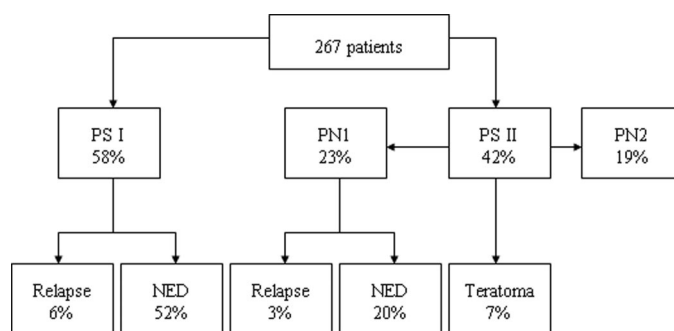 267 patients
PS I
58%
PN1
23%
PS II
42%
PN2
19%
Relapse
6%
NED
52%
Relapse
3%
NED
20%
Teratoma
7%